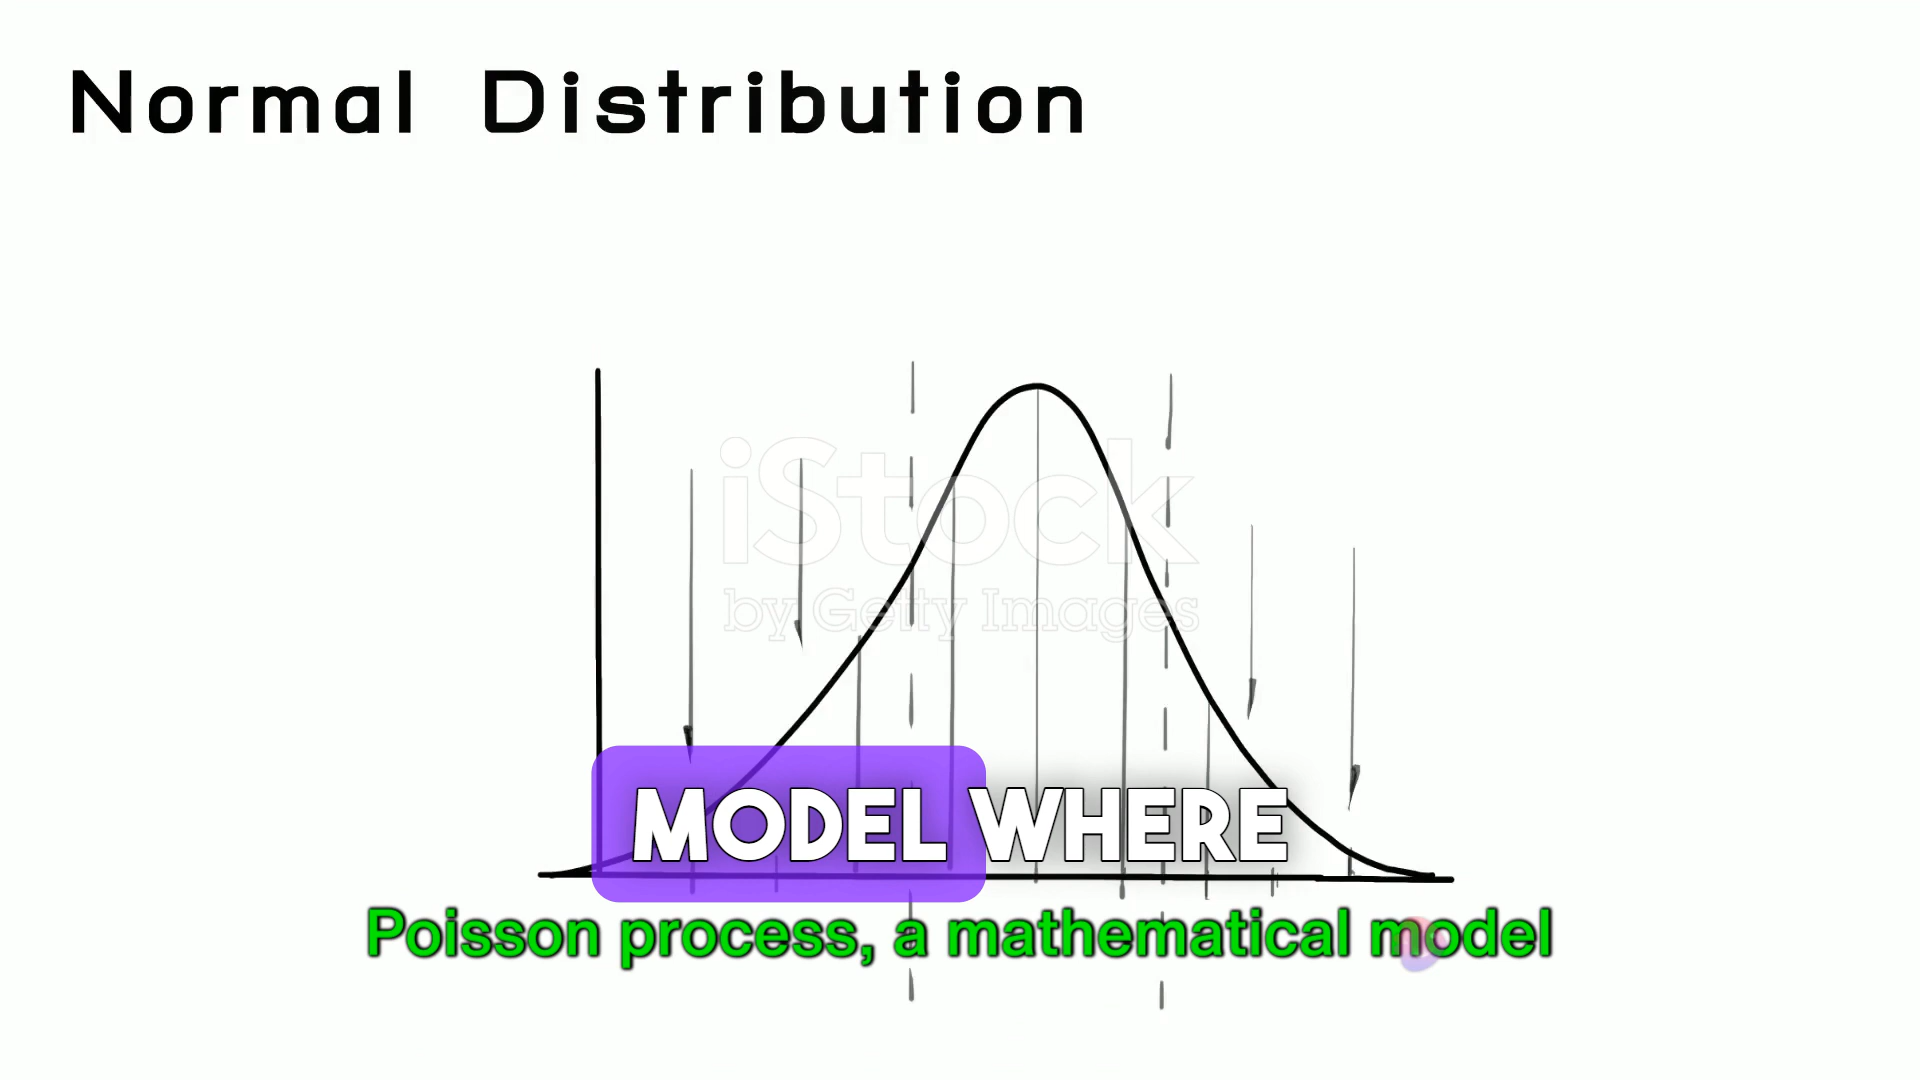 Normal Distribution
iStock
by Getty Images
MODEL WHERE
Poisson process, a mathematical model